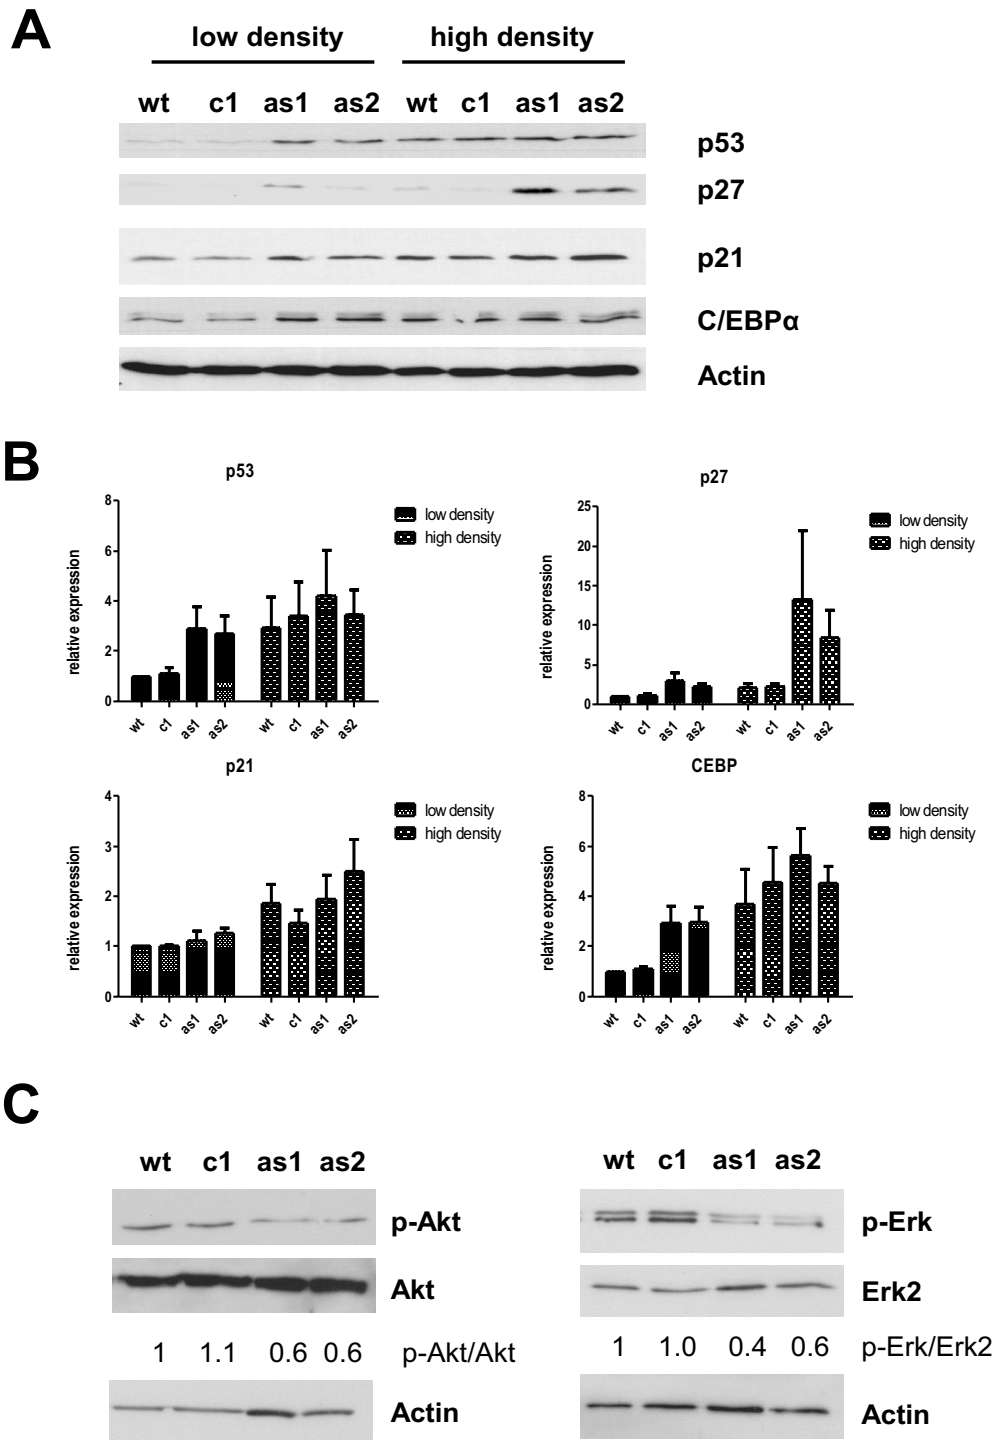 A
low density high density
wt c1 as1 as2 wt c1 as1 as2
p53
p27
p21
C/EBPα
Actin
B
p53
8
6
4
2
0
relative expression
wt c1 as1 as2 wt c1 as1 as2
low density
high density
p27
25
20
15
10
5
0
relative expression
wt c1 as1 as2 wt c1 as1 as2
low density
high density
p21
4
3
2
1
0
relative expression
wt c1 as1 as2 wt c1 as1 as2
low density
high density
CEBP
8
6
4
2
0
relative expression
wt c1 as1 as2 wt c1 as1 as2
low density
high density
C
wt c1 as1 as2
p-Akt
Akt
1 1.1 0.6 0.6 p-Akt/Akt
Actin
wt c1 as1 as2
p-Erk
Erk2
1 1.0 0.4 0.6 p-Erk/Erk2
Actin